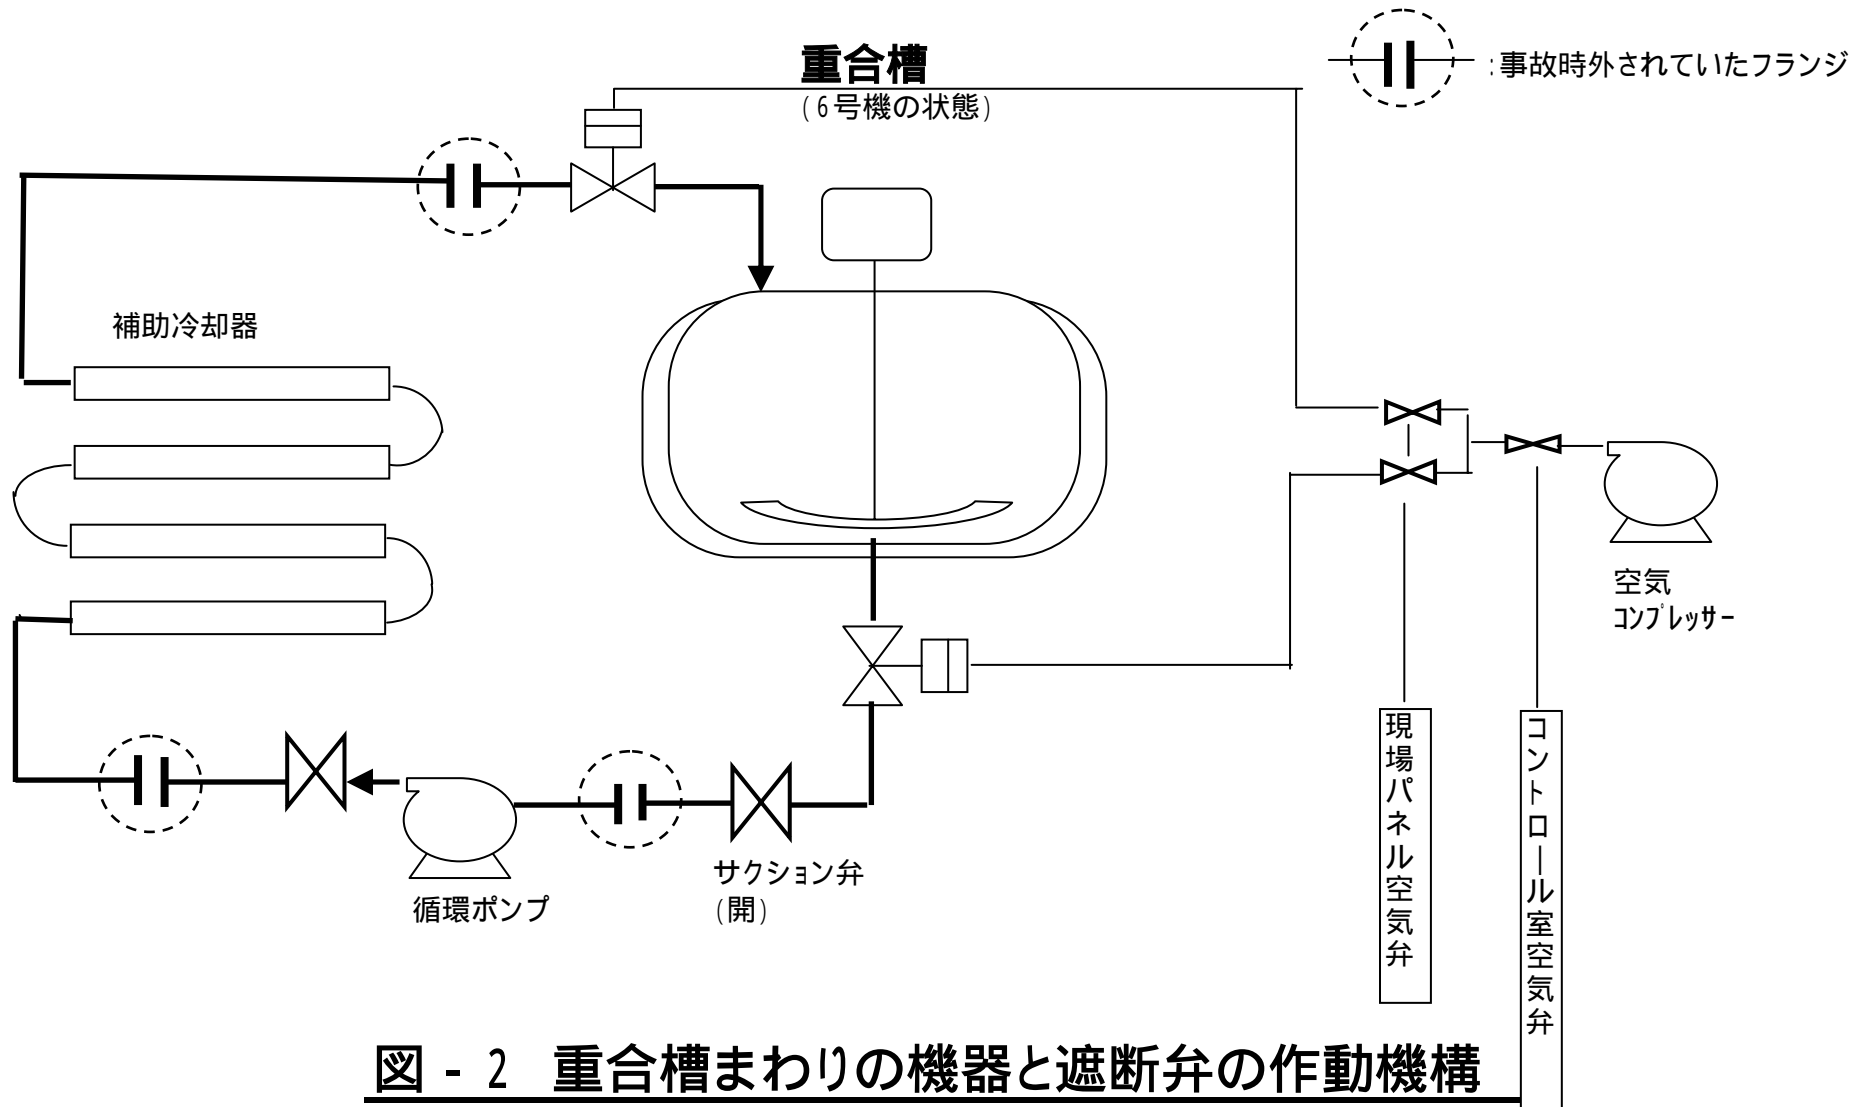 重合槽
(6号機の状態)
:事故時外されていたフランジ
補助冷却器
空気
コンプレッサー
現場パネル空気弁
コントロール室空気弁
サクション弁
(開)
循環ポンプ
図 - 2 重合槽まわりの機器と遮断弁の作動機構